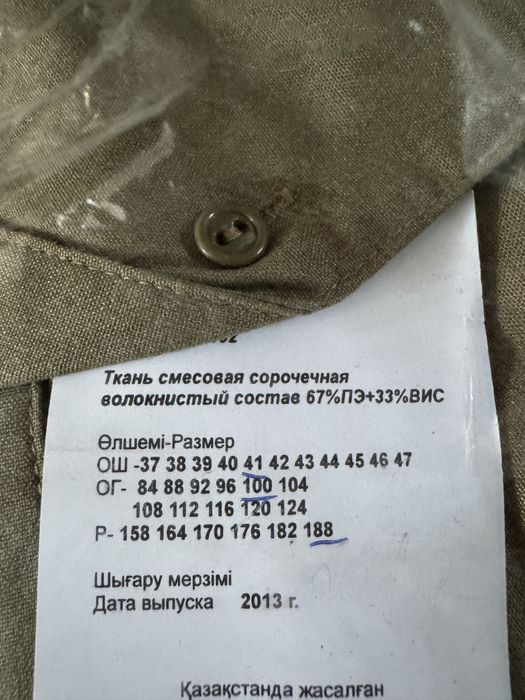 Ткань смесовая сорочечная
волокнистый состав 67%ПЭ+33%ВИС
Өлшемі-Размер
ОШ -37 38 39 40 41 42 43 44 45 46 47
ОГ- 84 88 92 96 100 104
108 112 116 120 124
Р- 158 164 170 176 182 188
Шығару мерзімі
Дата выпуска 2013 г.
Қазақстанда жасалған